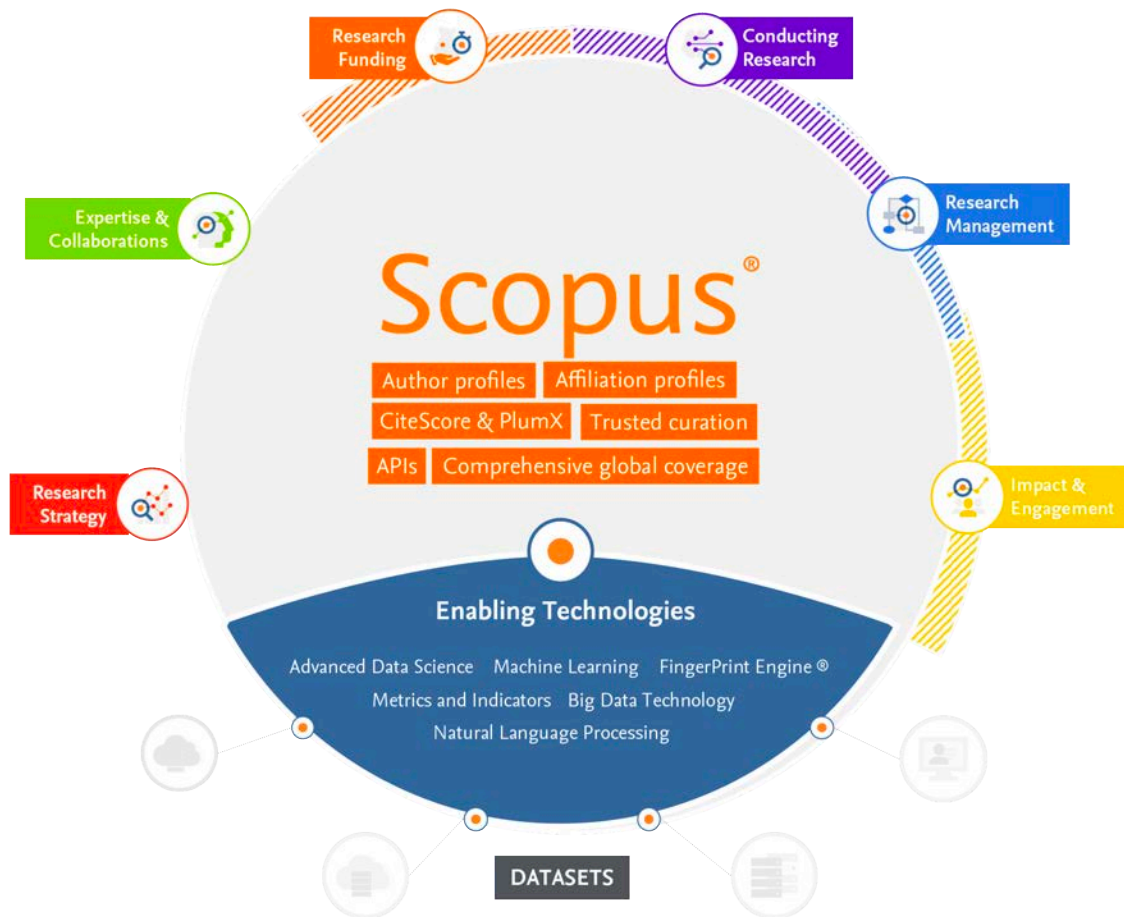 Research
Funding
Conducting
Research
Expertise &
Collaborations
Research
Management
Scopus®
Author profiles
Affiliation profiles
CiteScore & PlumX
Trusted curation
APIs
Comprehensive global coverage
Research
Strategy
Impact &
Engagement
Enabling Technologies
Advanced Data Science Machine Learning FingerPrint Engine ®
Metrics and Indicators Big Data Technology
Natural Language Processing
DATASETS